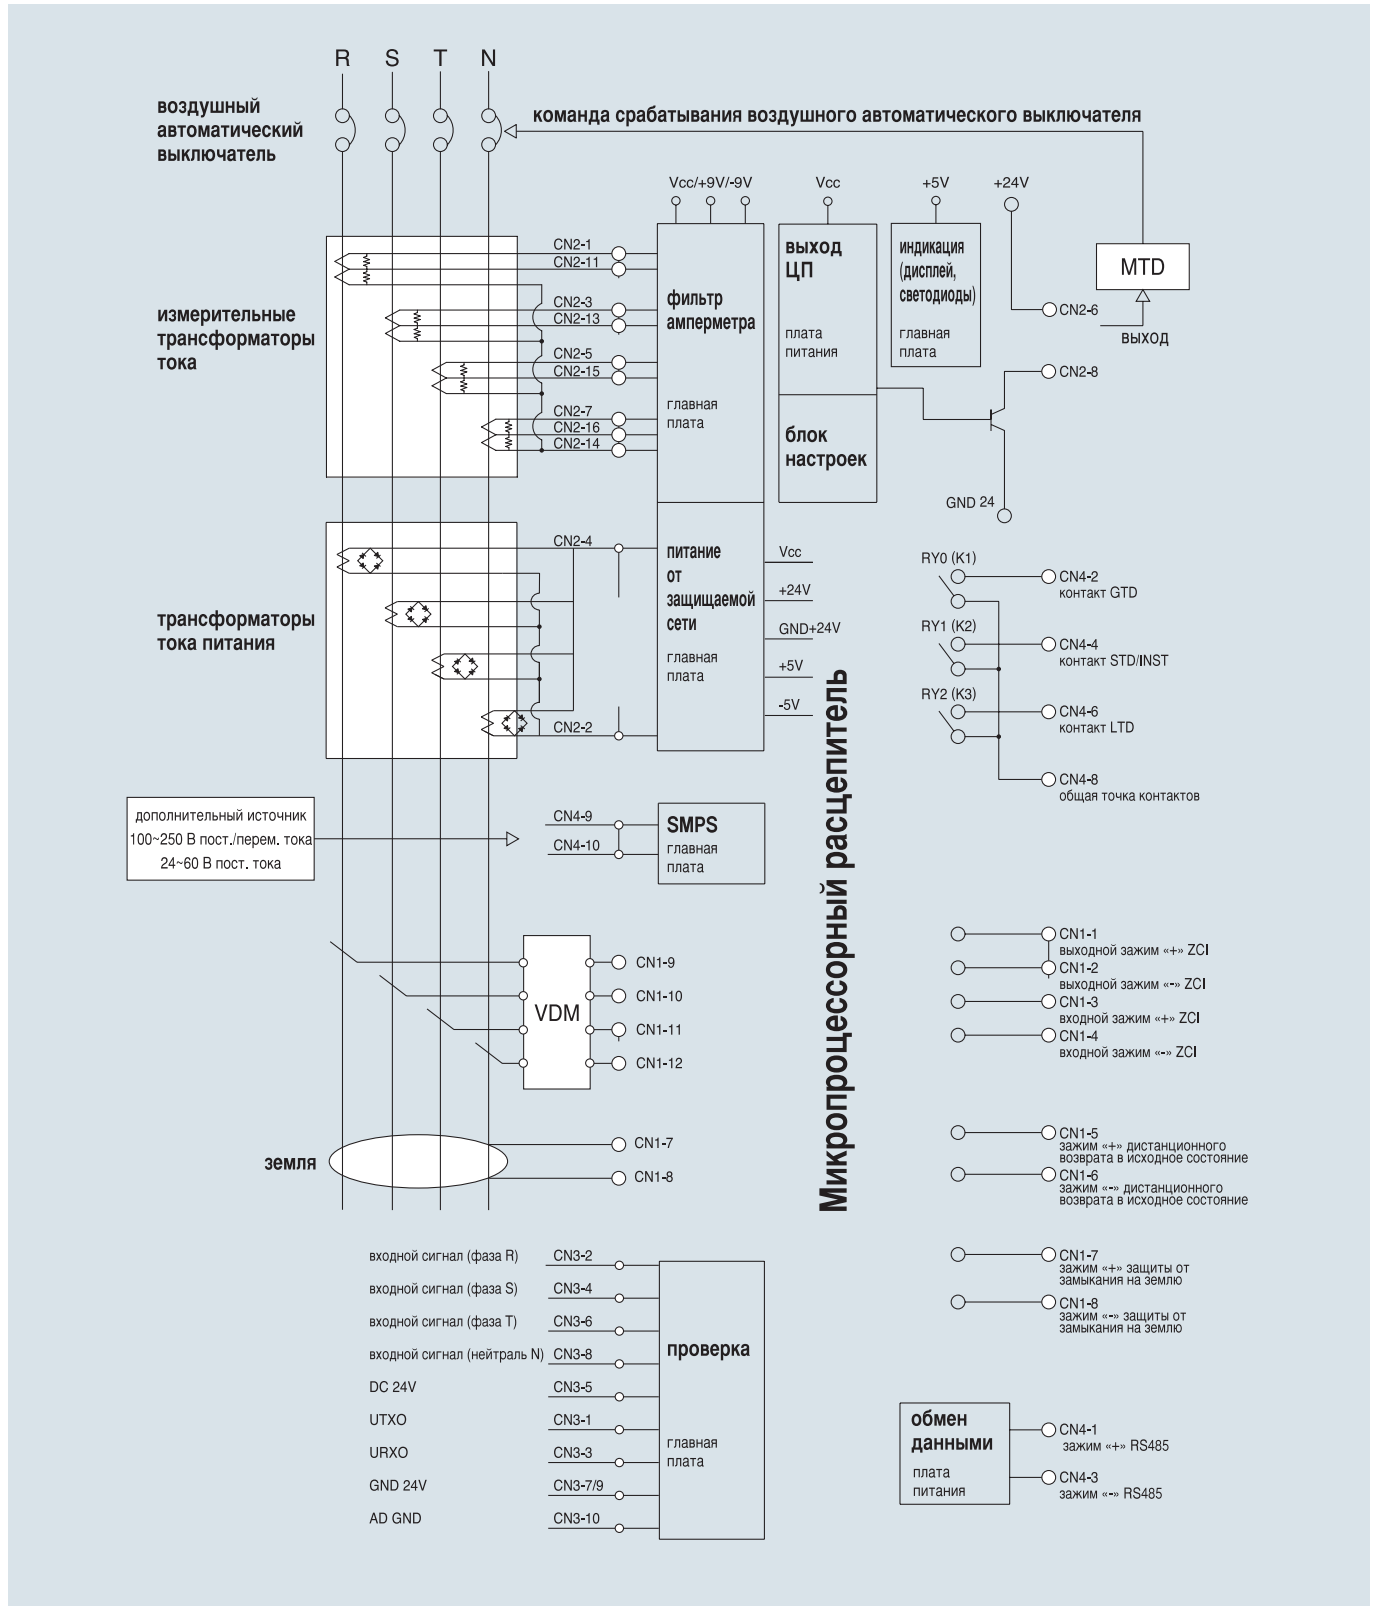 R S T N
воздушный
автоматический
выключатель
команда срабатывания воздушного автоматического выключателя
Vcc/+9V/-9V
Vcc
+5V
+24V
измерительные
трансформаторы
тока
CN2-1
CN2-11
CN2-3
CN2-13
CN2-5
CN2-15
CN2-7
CN2-16
CN2-14
фильтр
амперметра
главная
плата
выход
ЦП
плата
питания
блок
настроек
индикация
(дисплей,
светодиоды)
главная
плата
MTD
выход
CN2-6
CN2-8
GND 24
трансформаторы
тока питания
CN2-4
CN2-2
питание
от
защищаемой
сети
главная
плата
Vcc
+24V
GND+24V
+5V
-5V
RY0 (K1)
CN4-2
контакт GTD
RY1 (K2)
CN4-4
контакт STD/INST
RY2 (K3)
CN4-6
контакт LTD
CN4-8
общая точка контактов
Микропроцессорный расцепитель
дополнительный источник
100~250 В пост./перем. тока
24~60 В пост. тока
CN4-9
CN4-10
SMPS
главная
плата
VDM
CN1-9
CN1-10
CN1-11
CN1-12
CN1-1
выходной зажим «+» ZCI
CN1-2
выходной зажим «-» ZCI
CN1-3
входной зажим «+» ZCI
CN1-4
входной зажим «-» ZCI
земля
CN1-7
CN1-8
CN1-5
зажим «+» дистанционного
возврата в исходное состояние
CN1-6
зажим «-» дистанционного
возврата в исходное состояние
CN1-7
зажим «+» защиты от
замыкания на землю
CN1-8
зажим «-» защиты от
замыкания на землю
входной сигнал (фаза R) CN3-2
входной сигнал (фаза S) CN3-4
входной сигнал (фаза T) CN3-6
входной сигнал (нейтраль N) CN3-8
DC 24V CN3-5
UTXO CN3-1
URXO CN3-3
GND 24V CN3-7/9
AD GND CN3-10
проверка
главная
плата
обмен
данными
плата
питания
CN4-1
зажим «+» RS485
CN4-3
зажим «-» RS485